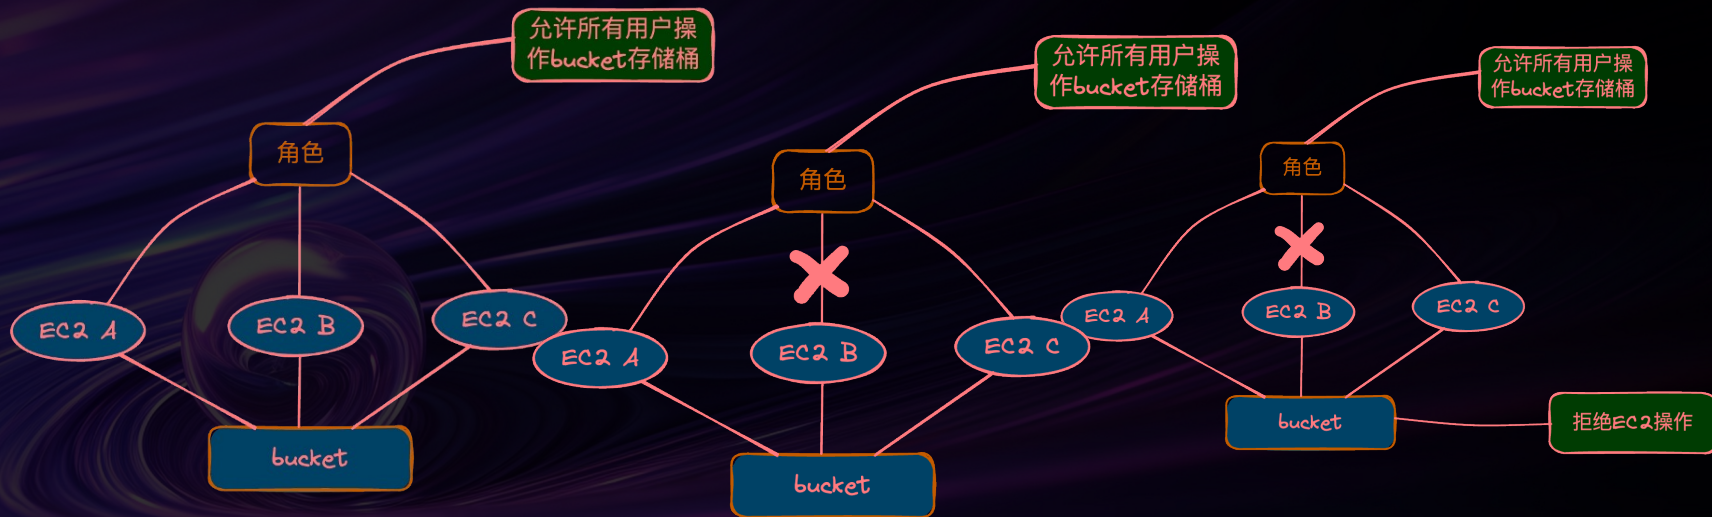 允许所有用户操
作bucket存储桶
角色
EC2 A
EC2 B
EC2 C
bucket
允许所有用户操
作bucket存储桶
角色
EC2 A
EC2 B
EC2 C
bucket
允许所有用户操
作bucket存储桶
角色
EC2 A
EC2 B
EC2 C
bucket
拒绝EC2操作